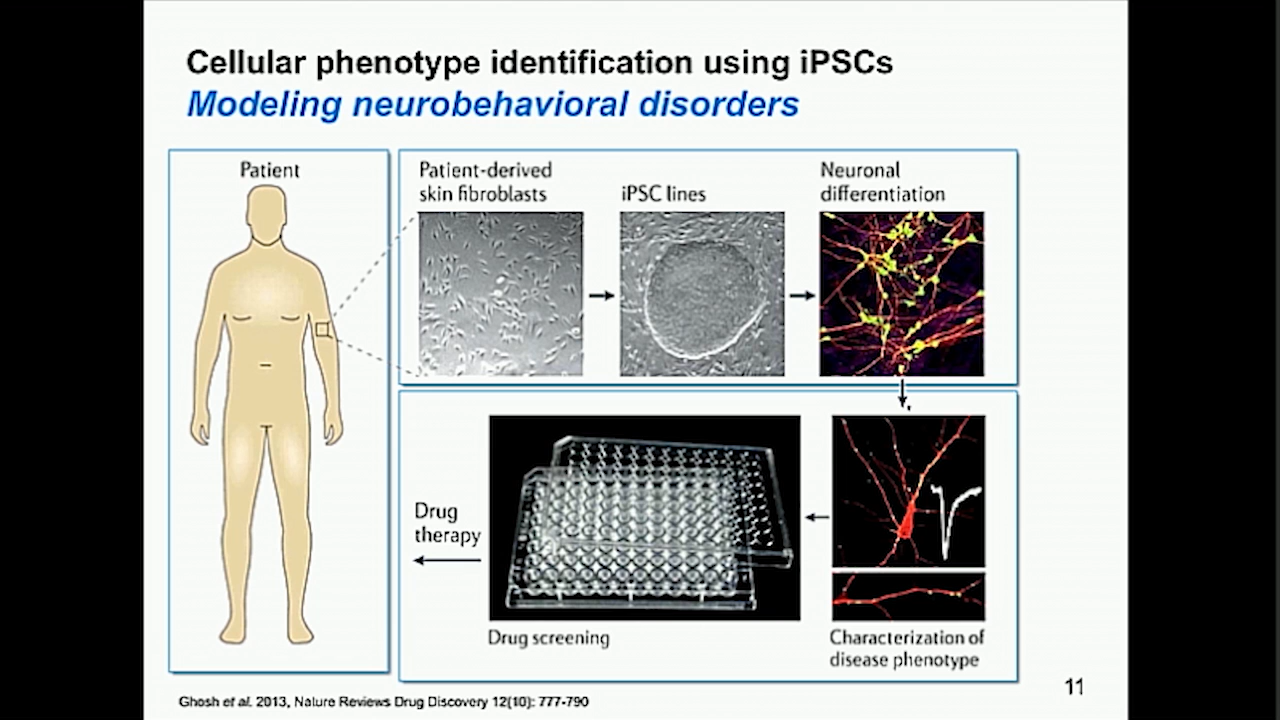 Cellular phenotype identification using iPSCs
Modeling neurobehavioral disorders
Patient
Patient-derived
skin fibroblasts
iPSC lines
Neuronal
differentiation
Drug
therapy
Drug screening
Characterization of
disease phenotype
Ghosh et al. 2013, Nature Reviews Drug Discovery 12(10): 777-790
11